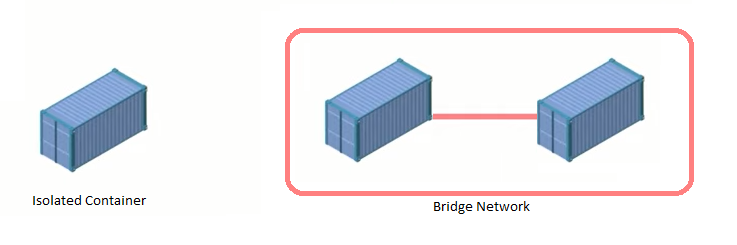 Isolated Container
Bridge Network